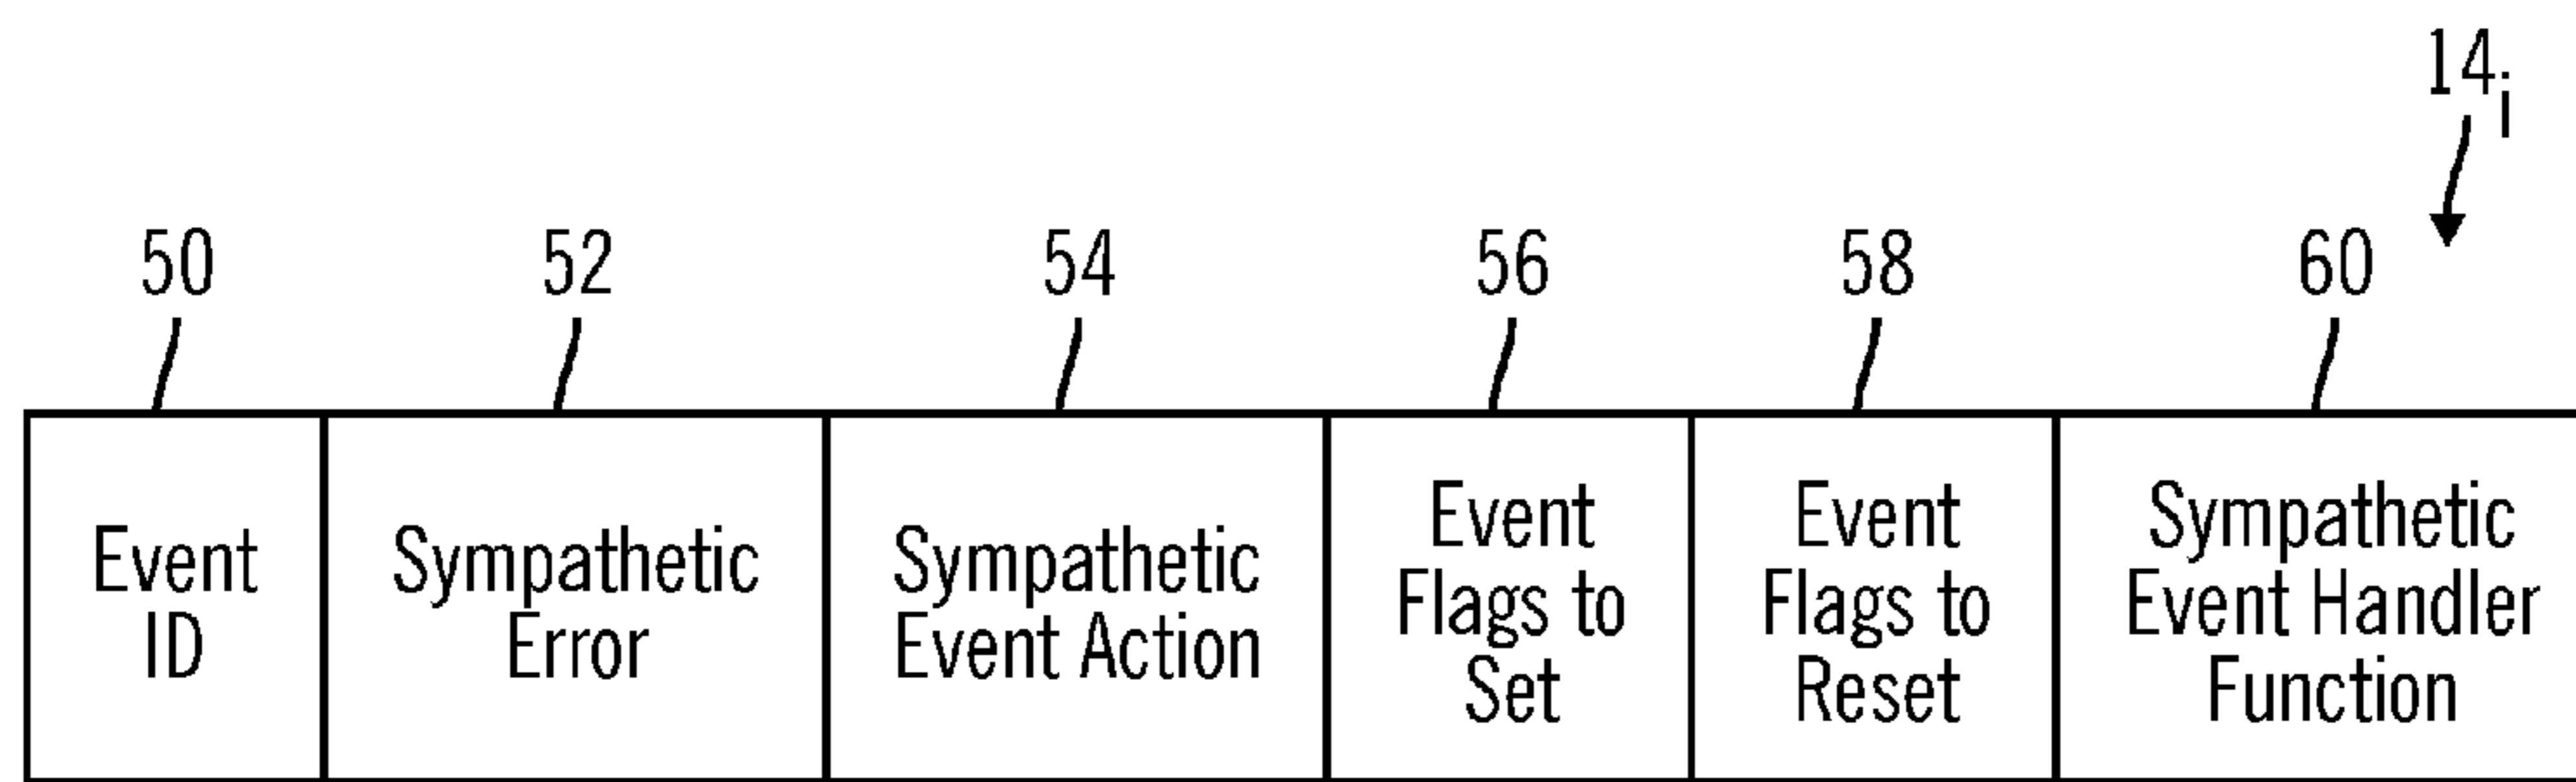 14i
50 52 54 56 58 60
Event
ID
Sympathetic
Error
Sympathetic
Event Action
Event
Flags to
Set
Event
Flags to
Reset
Sympathetic
Event Handler
Function